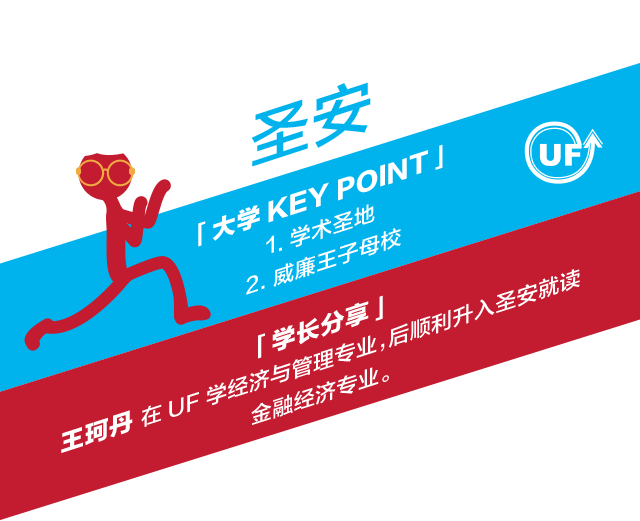 圣安
UF
「大学 KEY POINT」
1. 学术圣地
2. 威廉王子母校
「学长分享」
王珂丹 在 UF 学经济与管理专业，后顺利升入圣安就读
金融经济专业。